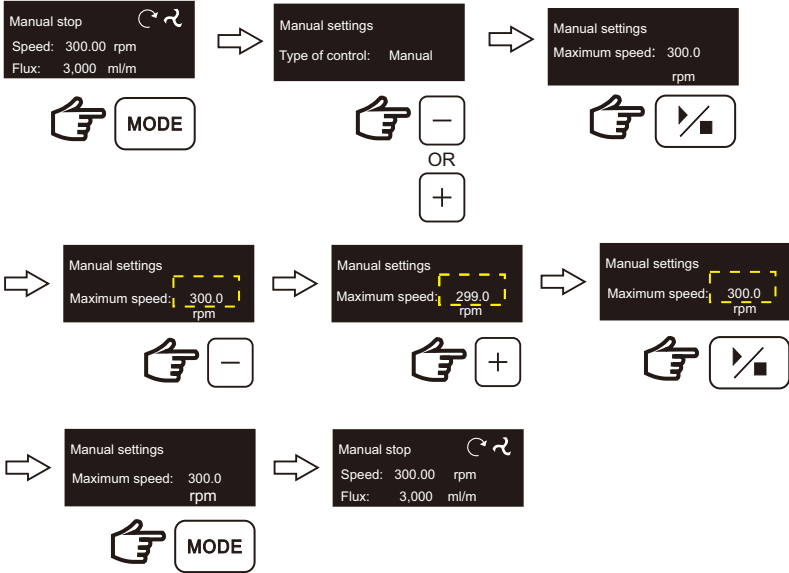 Manual stop
Speed: 300.00 rpm
Flux: 3,000 ml/m
MODE
Manual settings
Type of control: Manual
−
OR
+
Manual settings
Maximum speed: 300.0
rpm
Manual settings
Maximum speed: 300.0
rpm
−
Manual settings
Maximum speed: 299.0
rpm
+
Manual settings
Maximum speed: 300.0
rpm
Manual settings
Maximum speed: 300.0
rpm
MODE
Manual stop
Speed: 300.00 rpm
Flux: 3,000 ml/m